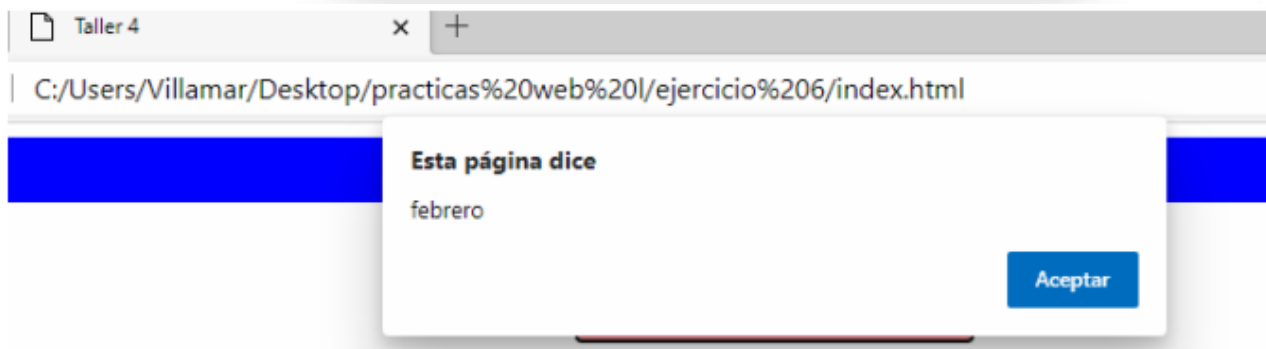 Taller 4
C:/Users/Villamar/Desktop/practicas%20web%20l/ejercicio%206/index.html
Esta página dice
febrero
Aceptar